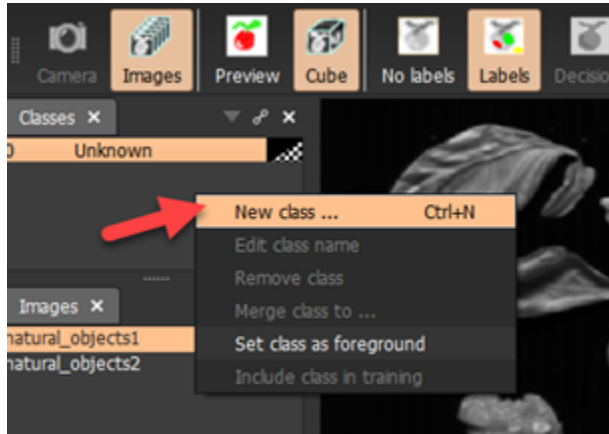 Camera Images Preview Cube No labels Labels Decisio
Classes
0 Unknown
New class ... Ctrl+N
Edit class name
Remove class
Merge class to ...
Set class as foreground
Include class in training
Images
natural_objects1
natural_objects2